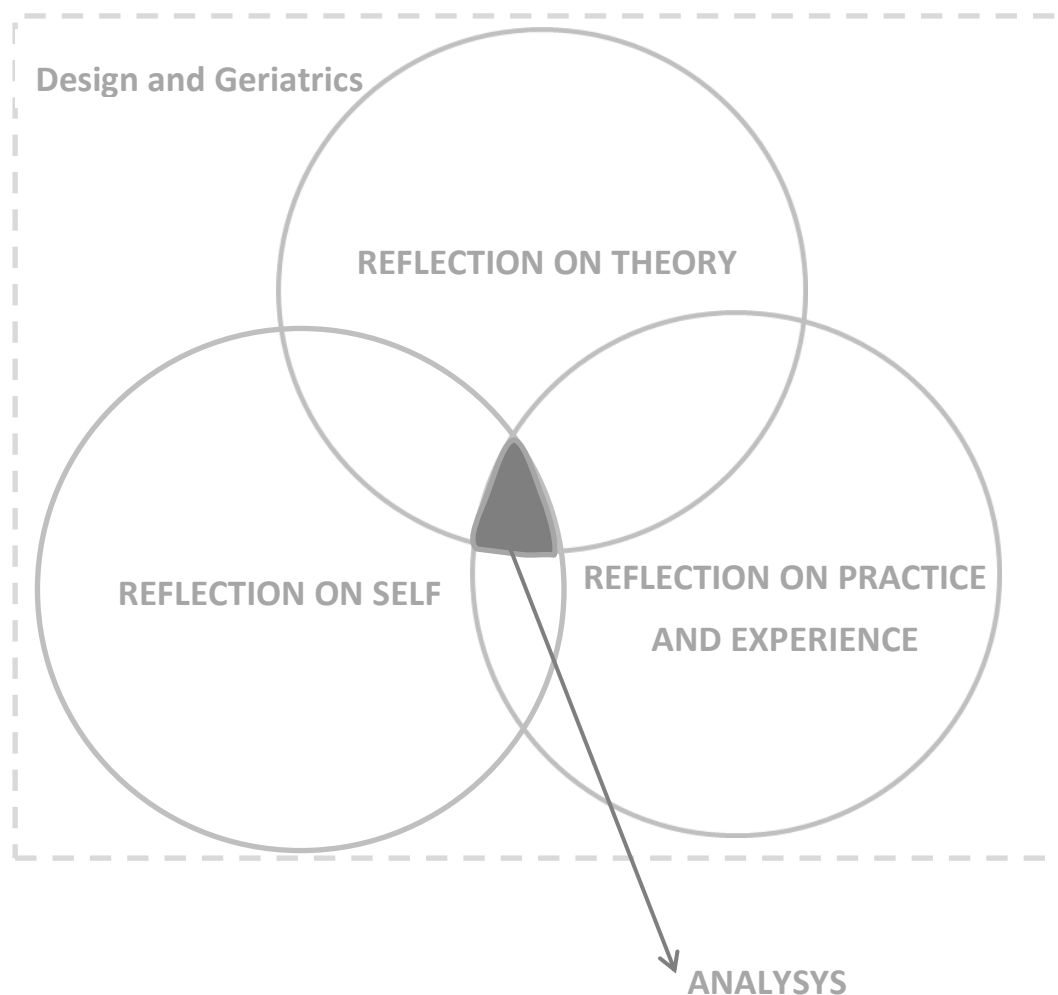 Design and Geriatrics
REFLECTION ON THEORY
REFLECTION ON SELF
REFLECTION ON PRACTICE
AND EXPERIENCE
ANALYSYS